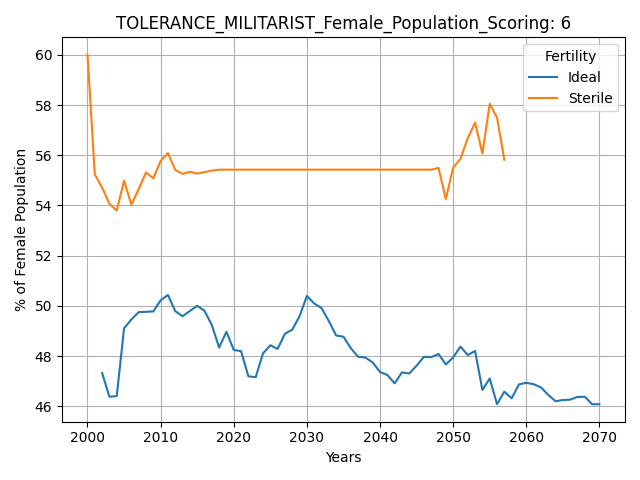 TOLERANCE_MILITARIST_Female_Population_Scoring: 6
Fertility
Ideal
Sterile
% of Female Population
60
58
56
54
52
50
48
46
2000 2010 2020 2030 2040 2050 2060 2070
Years